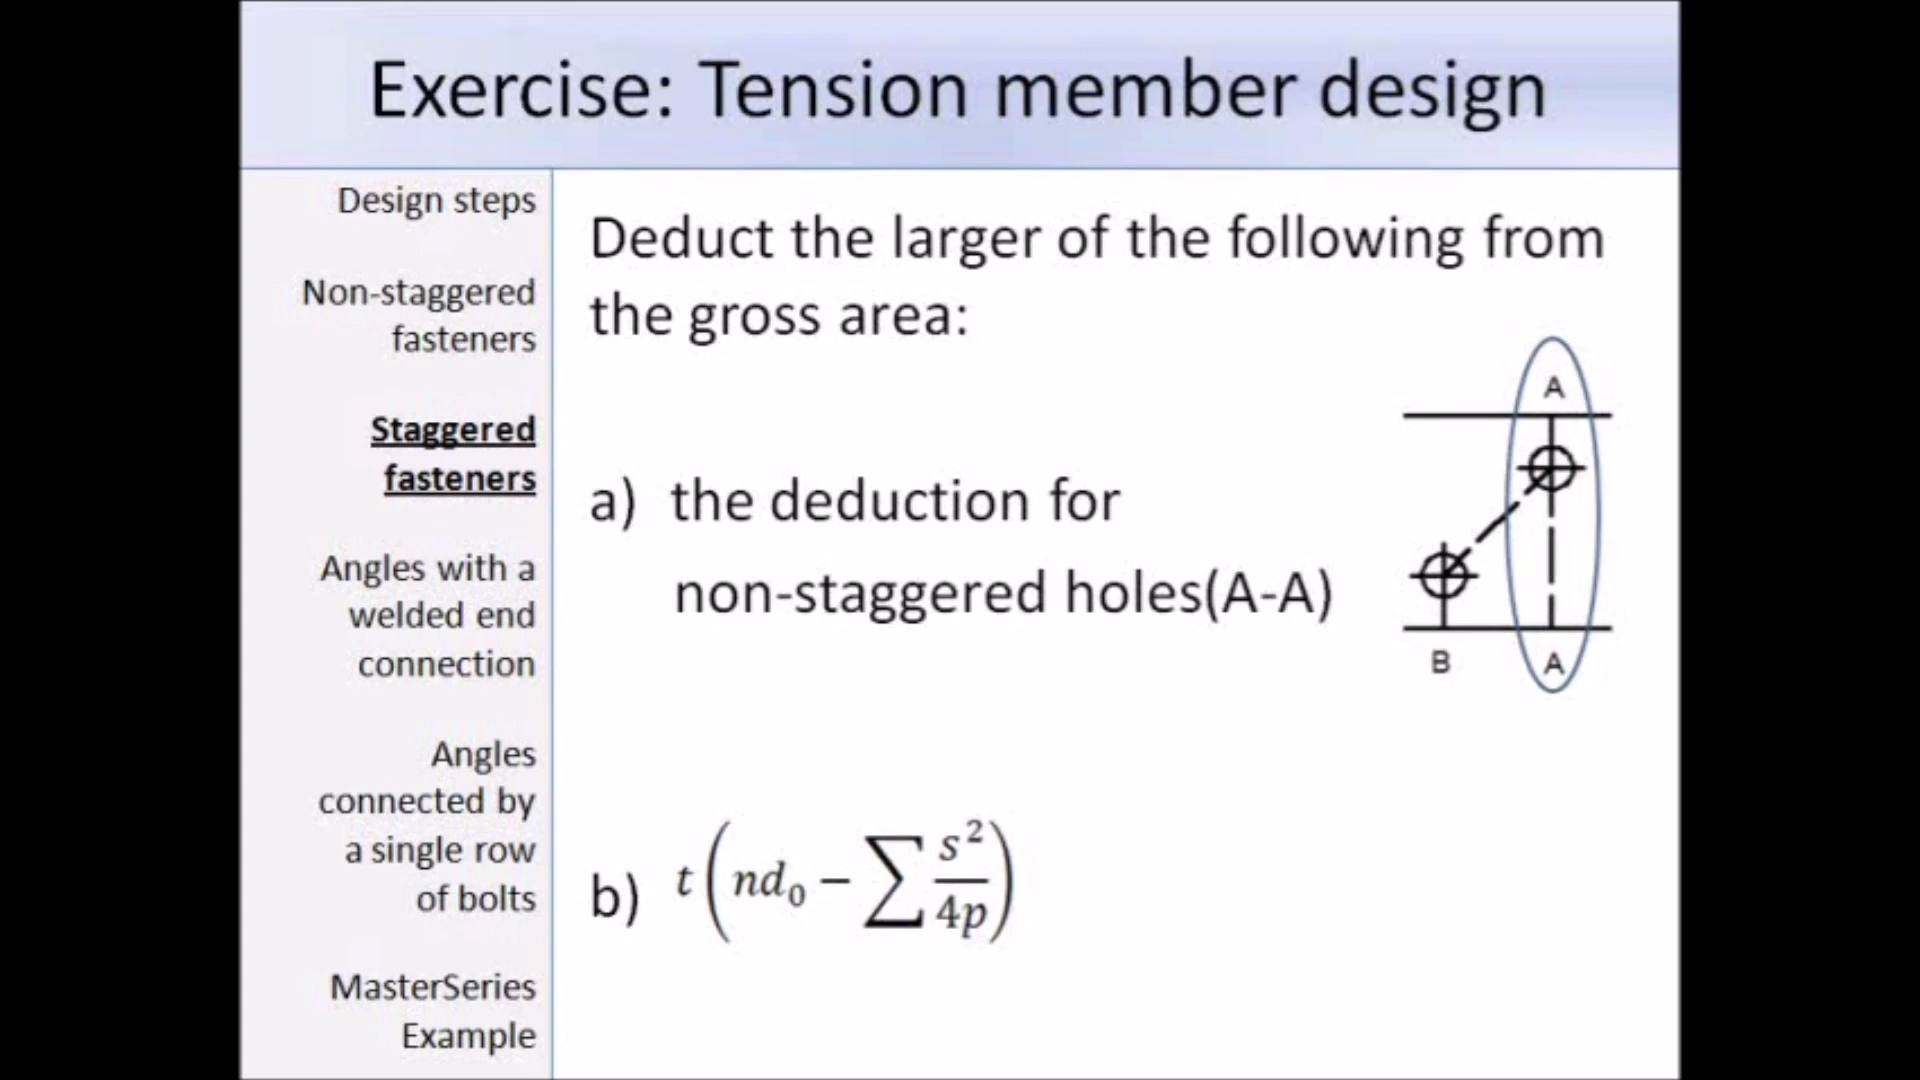 Exercise: Tension member design
Design steps
Non-staggered
fasteners
Staggered
fasteners
Angles with a
welded end
connection
Angles
connected by
a single row
of bolts
MasterSeries
Example
Deduct the larger of the following from
the gross area:
a) the deduction for
non-staggered holes(A-A)
A
B A
b) t(nd₀ − ∑ s²/4p)